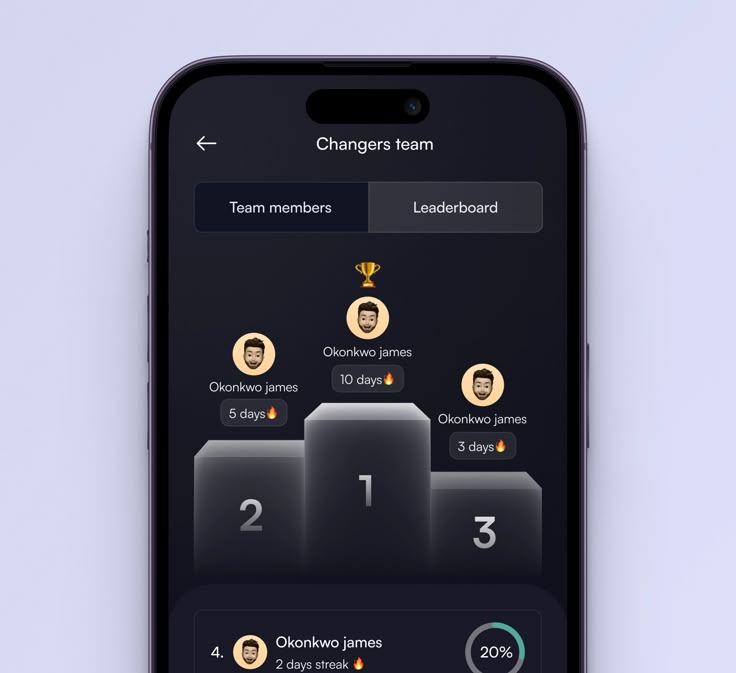 Changers team
Team members
Leaderboard
🏆
Okonkwo james
10 days🔥
Okonkwo james
5 days🔥
Okonkwo james
3 days🔥
1
2
3
4.
Okonkwo james
2 days streak 🔥
20%